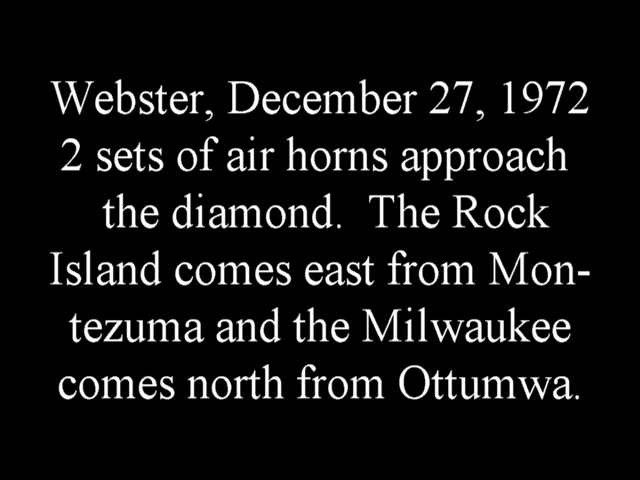 Webster, December 27, 1972
2 sets of air horns approach
the diamond.  The Rock
Island comes east from Mon-
tezuma and the Milwaukee
comes north from Ottumwa.